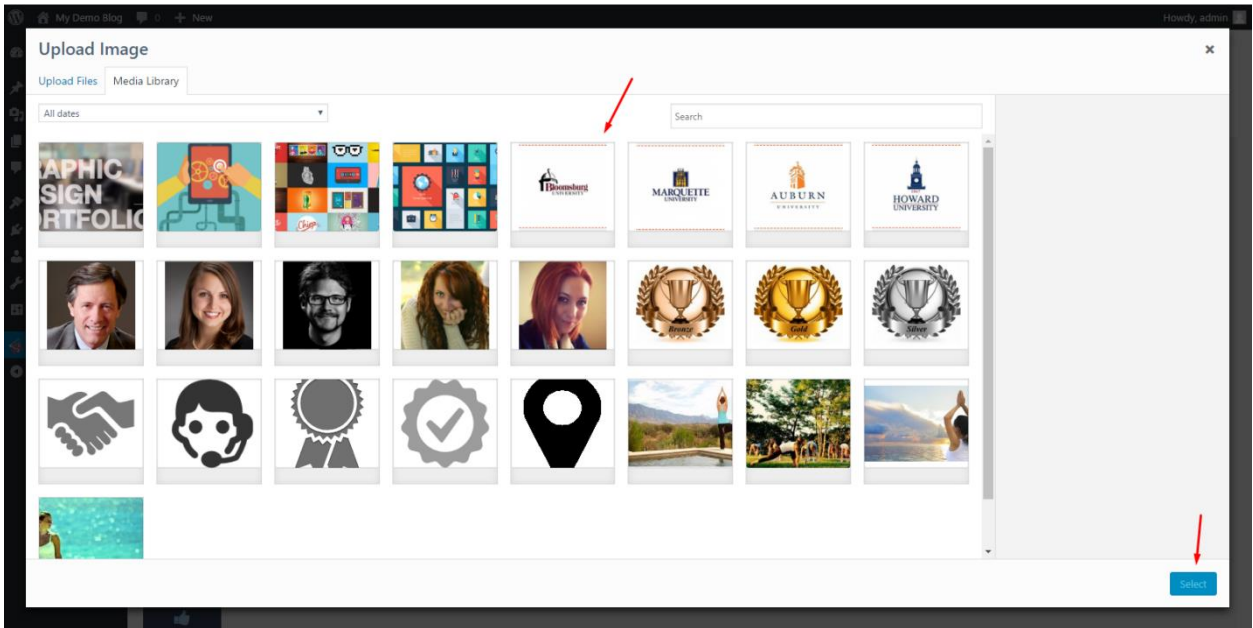 My Demo Blog 0 + New
Howdy, admin
Upload Image
Upload Files Media Library
All dates
Search
APHIC
SIGN
RTFOLIO
Bloomsburg
UNIVERSITY
MARQUETTE
UNIVERSITY
AUBURN
UNIVERSITY
HOWARD
UNIVERSITY
Bronze
Gold
Silver
Select